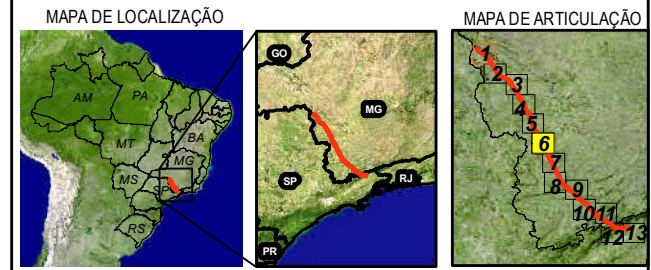 MAPA DE LOCALIZAÇÃO
AM
PA
MT
BA
MG
MS
SP
RS
GO
MG
SP
RJ
PR
MAPA DE ARTICULAÇÃO
1
2
3
4
5
6
7
8
9
10
11
12
13